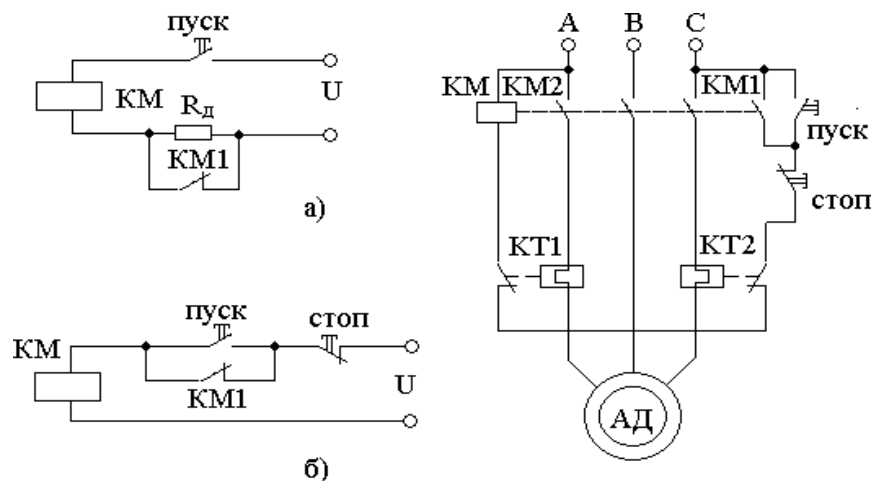 пуск
КМ
U
Rд
КМ1
а)
пуск
стоп
КМ
КМ1
U
б)
А В С
КМ КМ2 КМ1
пуск
стоп
КТ1 КТ2
АД